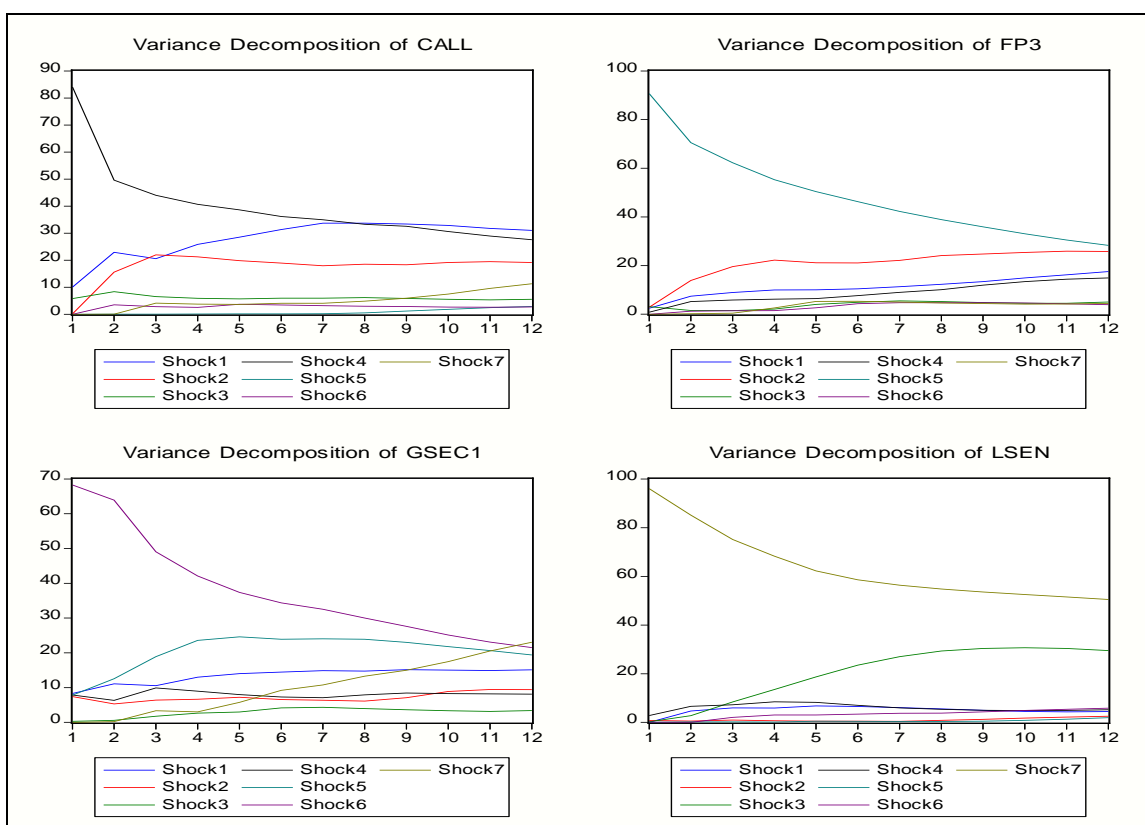 Variance Decomposition of CALL
90
80
70
60
50
40
30
20
10
0
1 2 3 4 5 6 7 8 9 10 11 12
Shock1 Shock4 Shock7
Shock2 Shock5
Shock3 Shock6
Variance Decomposition of FP3
100
80
60
40
20
0
1 2 3 4 5 6 7 8 9 10 11 12
Shock1 Shock4 Shock7
Shock2 Shock5
Shock3 Shock6
Variance Decomposition of GSEC1
70
60
50
40
30
20
10
0
1 2 3 4 5 6 7 8 9 10 11 12
Shock1 Shock4 Shock7
Shock2 Shock5
Shock3 Shock6
Variance Decomposition of LSEN
100
80
60
40
20
0
1 2 3 4 5 6 7 8 9 10 11 12
Shock1 Shock4 Shock7
Shock2 Shock5
Shock3 Shock6